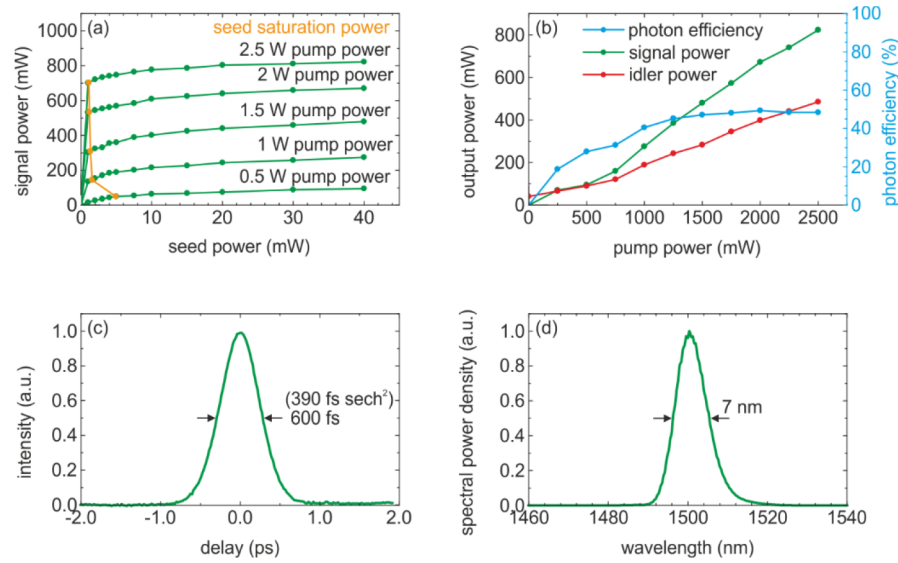 (a)
seed saturation power
2.5 W pump power
2 W pump power
1.5 W pump power
1 W pump power
0.5 W pump power
signal power (mW)
1000
800
600
400
200
0
0
10
20
30
40
seed power (mW)
(b)
photon efficiency
signal power
idler power
output power (mW)
800
600
400
200
0
0
500
1000
1500
2000
2500
pump power (mW)
100
80
60
40
20
0
photon efficiency (%)
(c)
(390 fs sech²)
600 fs
intensity (a.u.)
1.0
0.8
0.6
0.4
0.2
0.0
-2.0
-1.0
0.0
1.0
2.0
delay (ps)
(d)
7 nm
spectral power density (a.u.)
1.0
0.8
0.6
0.4
0.2
0.0
1460
1480
1500
1520
1540
wavelength (nm)